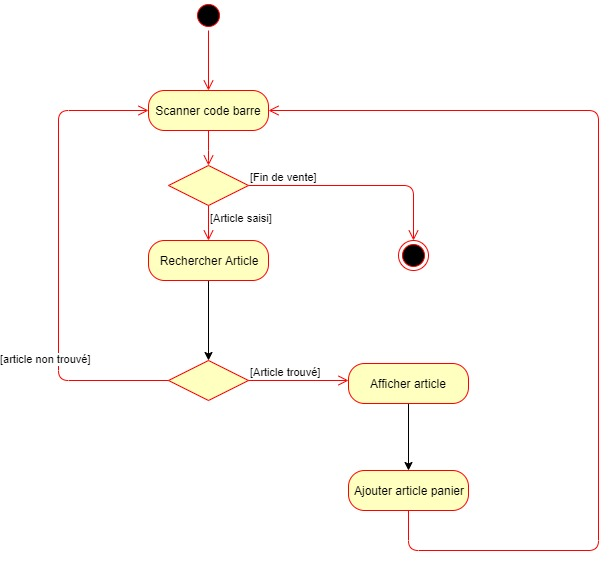 Scanner code barre
[Fin de vente]
[Article saisi]
Rechercher Article
[article non trouvé]
[Article trouvé]
Afficher article
Ajouter article panier